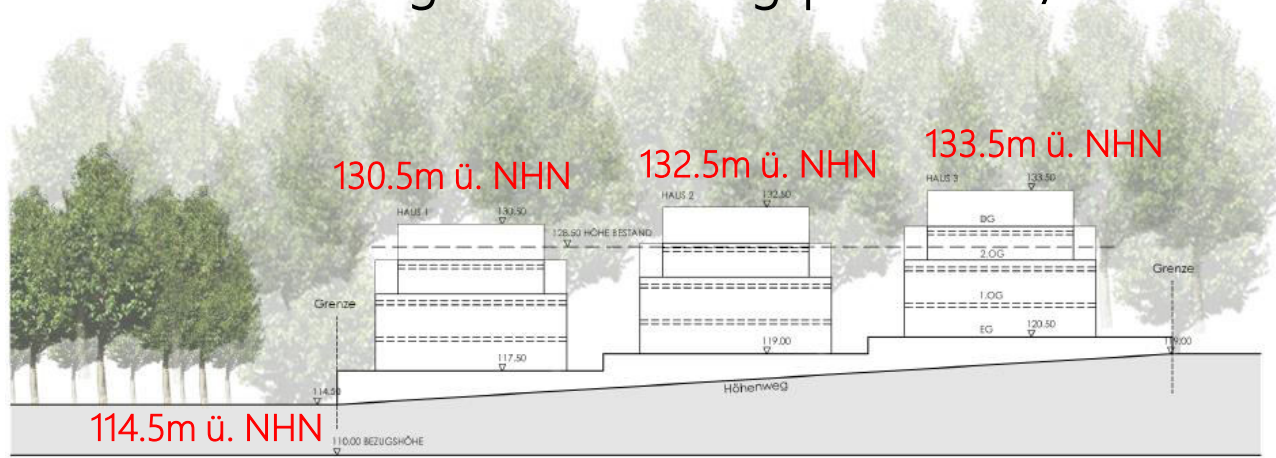 133.5m ü. NHN
132.5m ü. NHN
130.5m ü. NHN
HAUS 3
133.50
HAUS 2
132.50
HAUS 1
130.50
DG
128.50 HÖHE BESTAND
2.OG
Grenze
1.OG
Grenze
EG
120.50
119.00
119.00
117.50
Höhenweg
114.50
114.5m ü. NHN
110.00 BEZUGSHÖHE